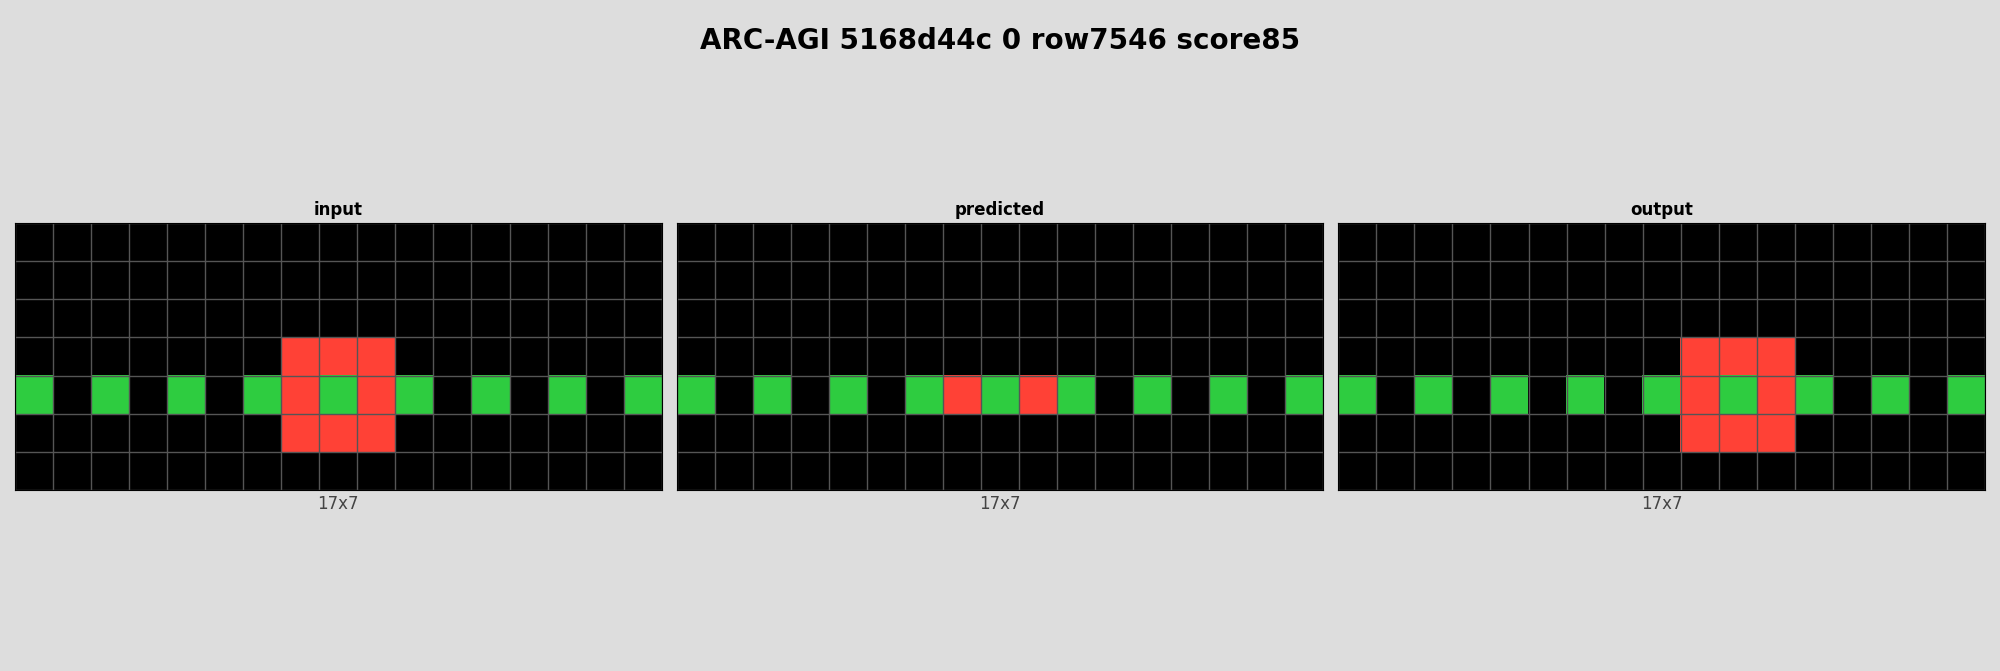 ARC-AGI 5168d44c 0 row7546 score85
input
predicted
output
17x7
17x7
17x7